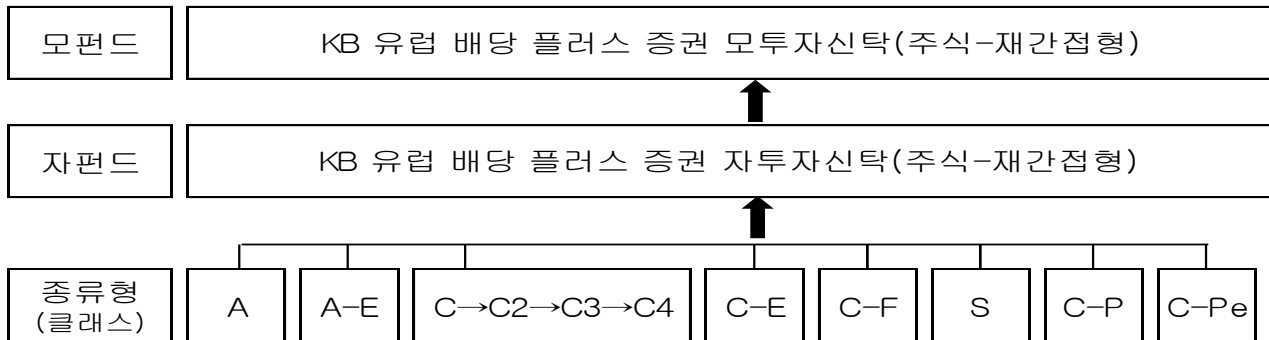 모펀드
KB 유럽 배당 플러스 증권 모투자신탁(주식-재간접형)
자펀드
KB 유럽 배당 플러스 증권 자투자신탁(주식-재간접형)
종류형
(클래스)
A
A-E
C→C2→C3→C4
C-E
C-F
S
C-P
C-Pe